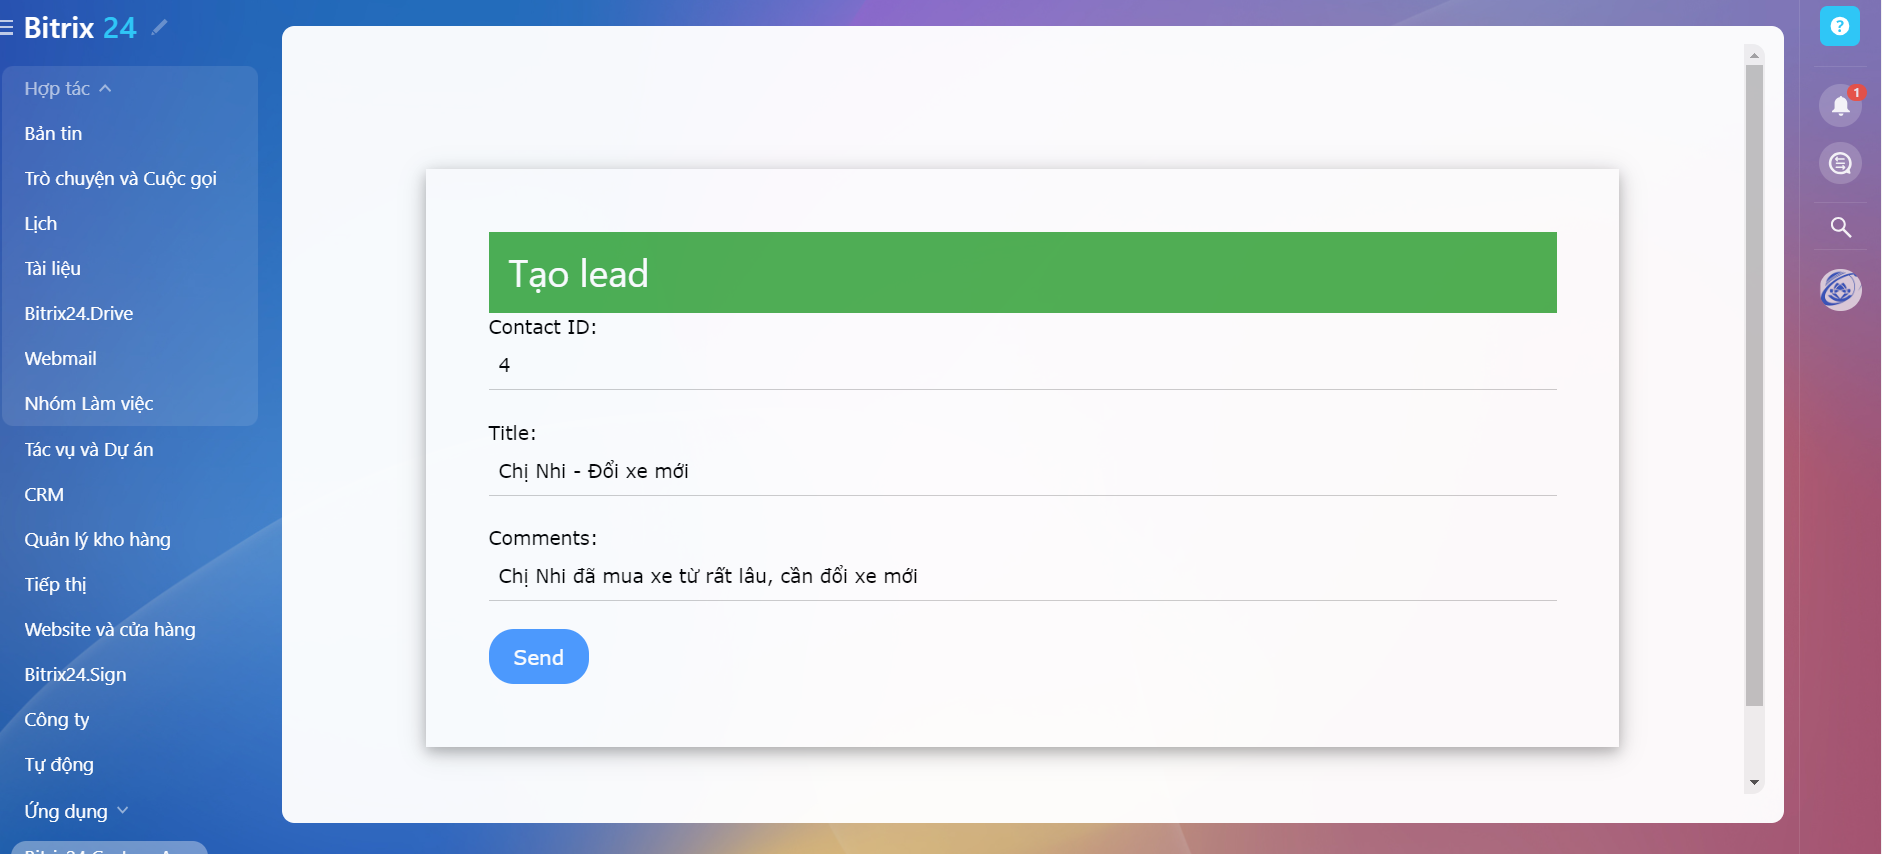 Bitrix 24
Hợp tác
Bản tin
Trò chuyện và Cuộc gọi
Lịch
Tài liệu
Bitrix24.Drive
Webmail
Nhóm Làm việc
Tác vụ và Dự án
CRM
Quản lý kho hàng
Tiếp thị
Website và cửa hàng
Bitrix24.Sign
Công ty
Tự động
Ứng dụng
Tạo lead
Contact ID:
4
Title:
Chị Nhi - Đổi xe mới
Comments:
Chị Nhi đã mua xe từ rất lâu, cần đổi xe mới
Send
?
1